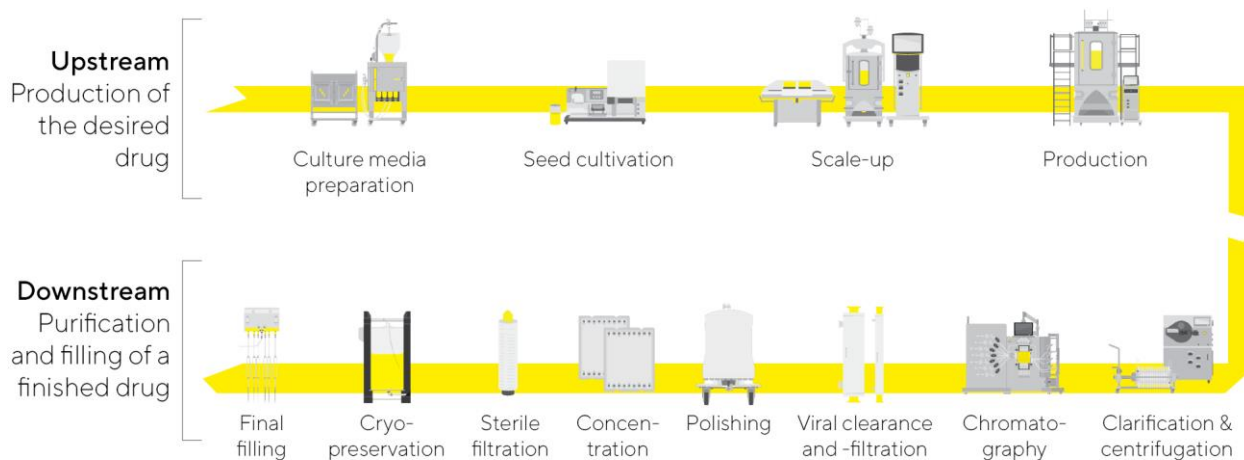 Upstream
Production of
the desired
drug
Culture media
preparation
Seed cultivation
Scale-up
Production
Downstream
Purification
and filling of a
finished drug
Final
filling
Cryo-
preservation
Sterile
filtration
Concen-
tration
Polishing
Viral clearance
and -filtration
Chromato-
graphy
Clarification &
centrifugation